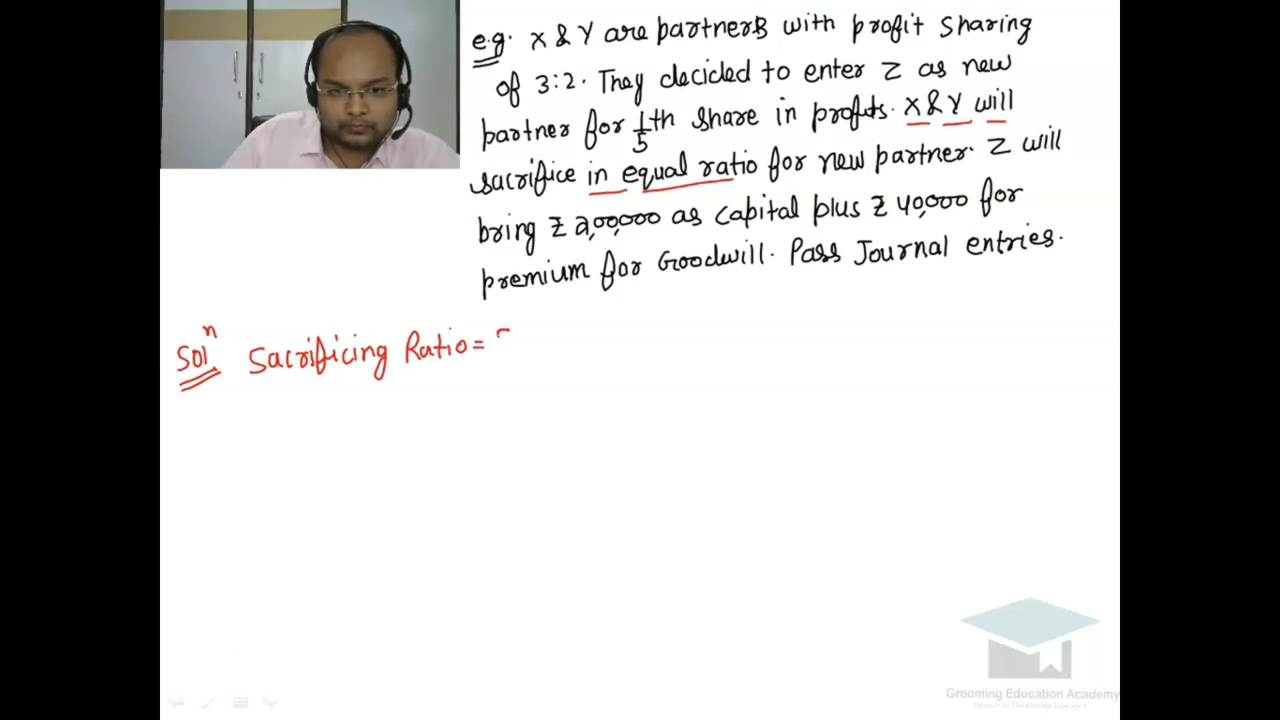 e.g. X & Y are partners with profit sharing
of 3:2. They decided to enter Z as new
partner for 1/5th share in profits. X & Y will
sacrifice in equal ratio for new partner. Z will
bring ₹ 2,00,000 as capital plus ₹ 40,000 for
premium for Goodwill. Pass Journal entries.
Solⁿ Sacrificing Ratio =
Grooming Education Academy